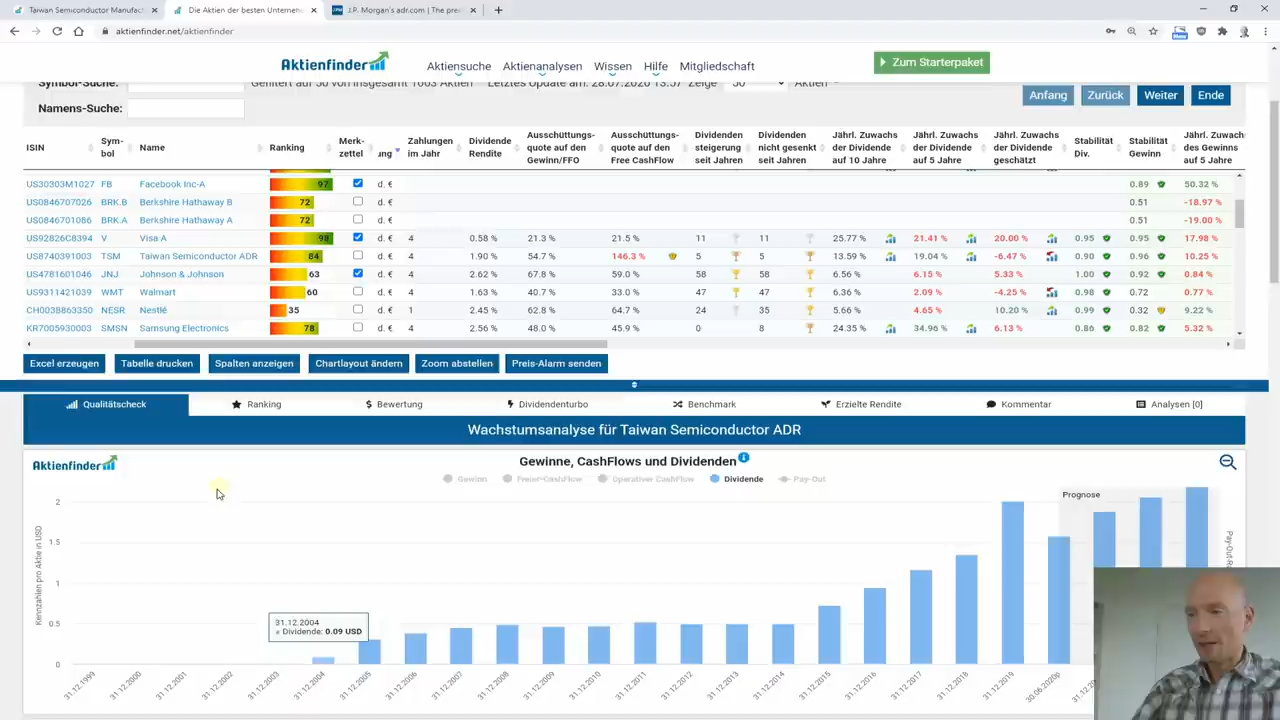 Taiwan Semiconductor Manufac
Die Aktien der besten Unterneh
J.P. Morgan's adr.com ( The prei
aktienfinder.net/aktienfinder
New
Aktienfinder
Aktiensuche
Aktienanalysen
Wissen
Hilfe
Mitgliedschaft
Zum Starterpaket
Symbol-Suche:
Gefiltert auf 50 von insgesamt 1663 Aktien
Letztes Update am: 28.07.2020 13:57
Zeige
50
Aktien
Namens-Suche:
Anfang
Zurück
Weiter
Ende
ISIN
Sym-
bol
Name
Ranking
Merk-
zettel
ung
Zahlungen
im Jahr
Dividende
Rendite
Ausschüttungs-
quote auf den
Gewinn/FFO
Ausschüttungs-
quote auf den
Free CashFlow
Dividenden
steigerung
seit Jahren
Dividenden
nicht gesenkt
seit Jahren
Jährl. Zuwachs
der Dividende
auf 10 Jahre
Jährl. Zuwachs
der Dividende
auf 5 Jahre
Jährl. Zuwachs
der Dividende
geschätzt
Stabilität
Div.
Stabilität
Gewinn
Jährl. Zuwachs
des Gewinns
auf 5 Jahre
US30303M1027 FB Facebook Inc-A 97 d. € 0.89 50.32 %
US0846707026 BRK.B Berkshire Hathaway B 72 d. € 0.51 -18.97 %
US0846701086 BRK.A Berkshire Hathaway A 72 d. € 0.51 -19.00 %
US92826C8394 V Visa A 98 d. € 4 0.58 % 21.3 % 21.5 % 11 11 25.77 % 21.41 % 20.00 % 0.95 0.95 17.98 %
US8740391003 TSM Taiwan Semiconductor ADR 84 d. € 4 1.90 % 54.7 % 146.3 % 5 5 13.59 % 19.04 % -6.47 % 0.90 0.96 10.25 %
US4781601046 JNJ Johnson & Johnson 63 d. € 4 2.62 % 67.8 % 59.0 % 58 58 6.56 % 6.15 % 5.33 % 1.00 0.92 0.84 %
US9311421039 WMT Walmart 60 d. € 4 1.63 % 40.7 % 33.0 % 47 47 6.36 % 2.09 % -4.25 % 0.98 0.72 0.77 %
CH0038863350 NESR Nestlé 35 d. € 1 2.45 % 62.8 % 64.7 % 24 35 5.66 % 4.65 % 10.20 % 0.99 0.32 9.22 %
KR7005930003 SMSN Samsung Electronics 78 d. € 4 2.56 % 48.0 % 45.9 % 0 8 24.35 % 34.96 % 6.13 % 0.86 0.82 5.32 %
Excel erzeugen
Tabelle drucken
Spalten anzeigen
Chartlayout ändern
Zoom abstellen
Preis-Alarm senden
Qualitätscheck
Ranking
Bewertung
Dividendenturbo
Benchmark
Erzielte Rendite
Kommentar
Analysen [0]
Wachstumsanalyse für Taiwan Semiconductor ADR
Aktienfinder
Gewinne, CashFlows und Dividenden
Gewinn
Freier-CashFlow
Operativer-CashFlow
Dividende
Pay-Out
Kennzahlen pro Aktie in USD
2
1.5
1
0.5
0
Prognose
31.12.2004
Dividende: 0.09 USD
31.12.1999
31.12.2000
31.12.2001
31.12.2002
31.12.2003
31.12.2004
31.12.2005
31.12.2006
31.12.2007
31.12.2008
31.12.2009
31.12.2010
31.12.2011
31.12.2012
31.12.2013
31.12.2014
31.12.2015
31.12.2016
31.12.2017
31.12.2018
31.12.2019
30.06.2020p